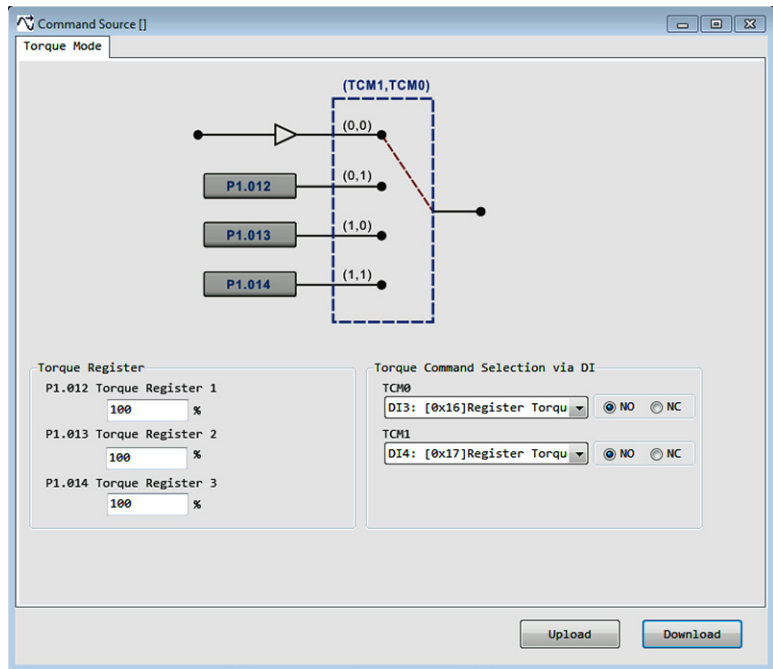 Command Source []
Torque Mode
(TCM1,TCM0)
(0,0)
P1.012 (0,1)
P1.013 (1,0)
P1.014 (1,1)
Torque Register
P1.012 Torque Register 1
100 %
P1.013 Torque Register 2
100 %
P1.014 Torque Register 3
100 %
Torque Command Selection via DI
TCM0
DI3: [0x16]Register Torqu NO NC
TCM1
DI4: [0x17]Register Torqu NO NC
Upload Download